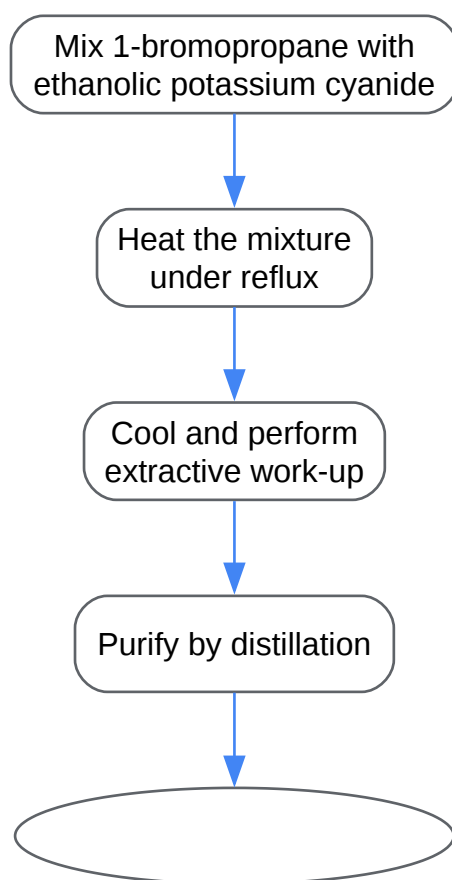 Mix 1-bromopropane with
ethanolic potassium cyanide
Heat the mixture
under reflux
Cool and perform
extractive work-up
Purify by distillation